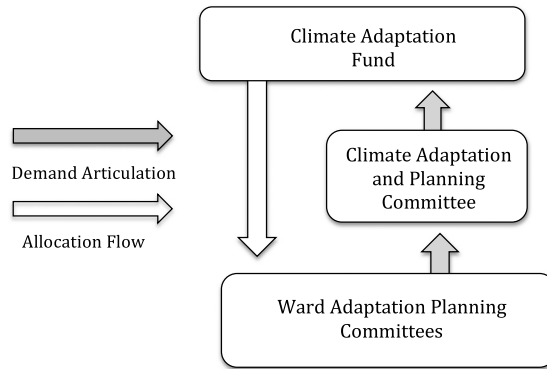 Climate Adaptation
Fund
Demand Articulation
Allocation Flow
Climate Adaptation
and Planning
Committee
Ward Adaptation Planning
Committees